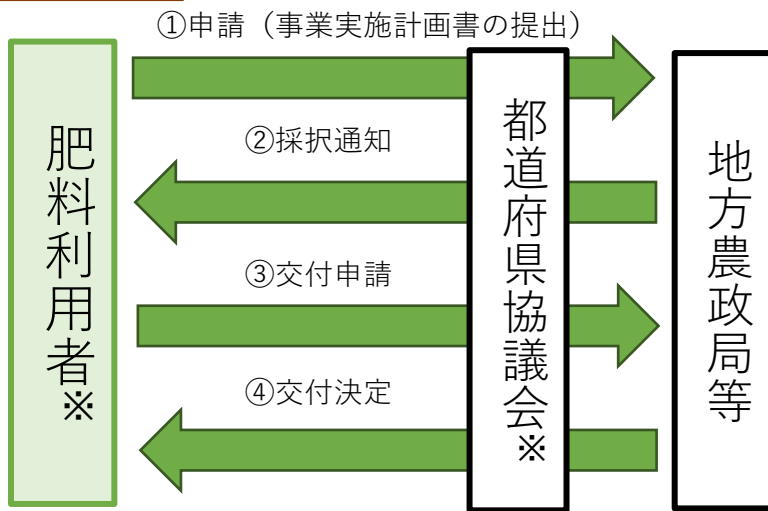 ①申請（事業実施計画書の提出）
肥料利用者※
②採択通知
③交付申請
④交付決定
都道府県協議会※
地方農政局等